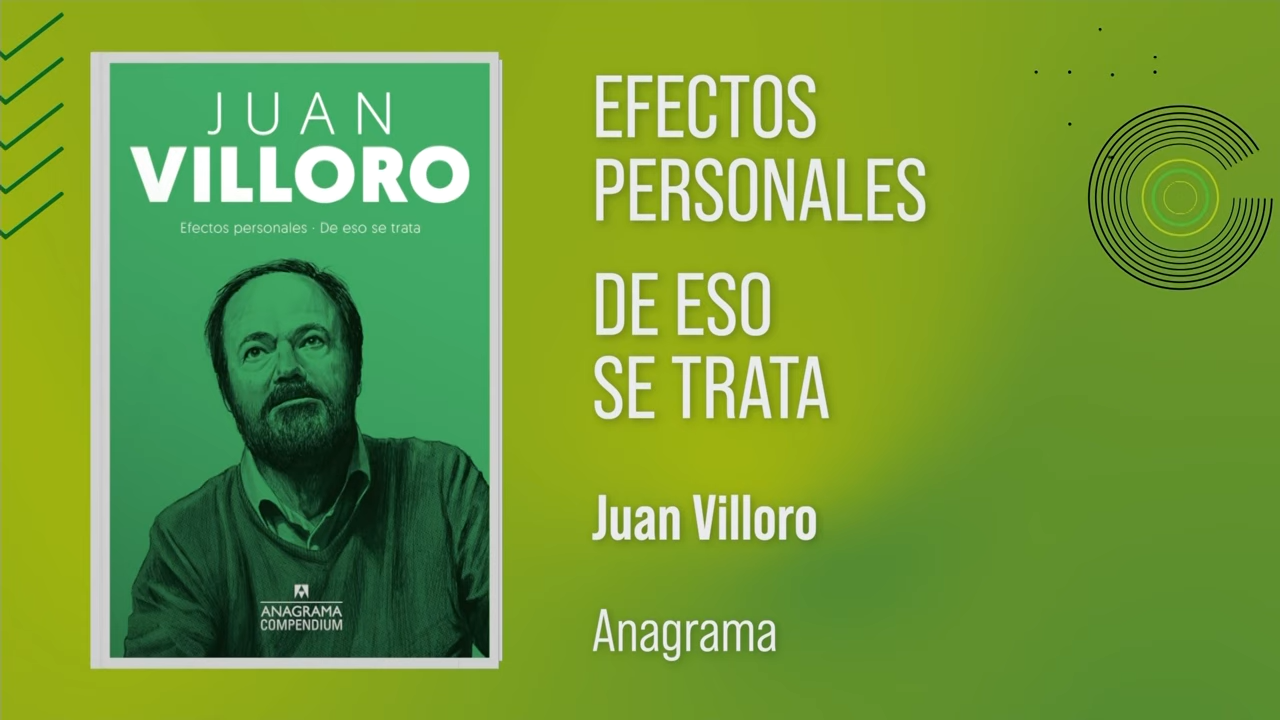 JUAN
VILLORO
Efectos personales · De eso se trata
ANAGRAMA
COMPENDIUM
EFECTOS
PERSONALES
DE ESO
SE TRATA
Juan Villoro
Anagrama